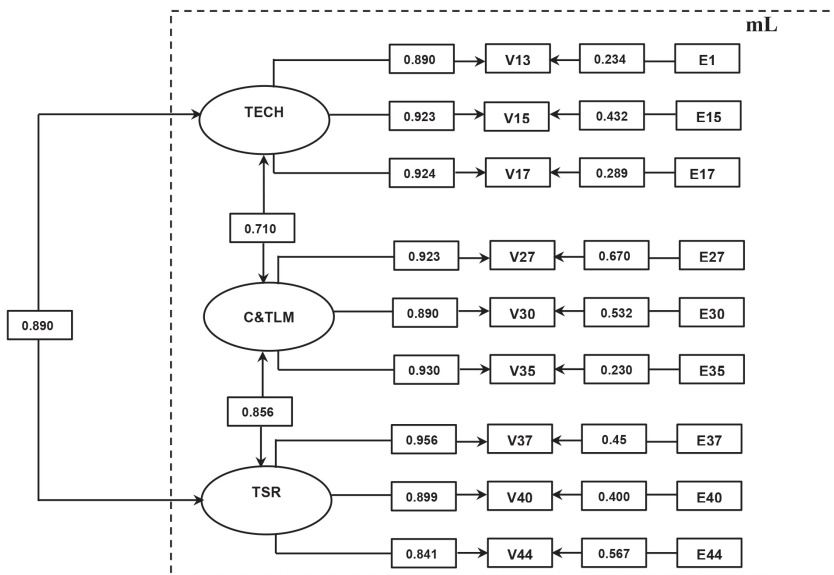 mL
0.890 V13 0.234 E1
TECH
0.923 V15 0.432 E15
0.924 V17 0.289 E17
0.710
0.923 V27 0.670 E27
C&TLM
0.890 V30 0.532 E30
0.890
0.930 V35 0.230 E35
0.856
0.956 V37 0.45 E37
TSR
0.899 V40 0.400 E40
0.841 V44 0.567 E44